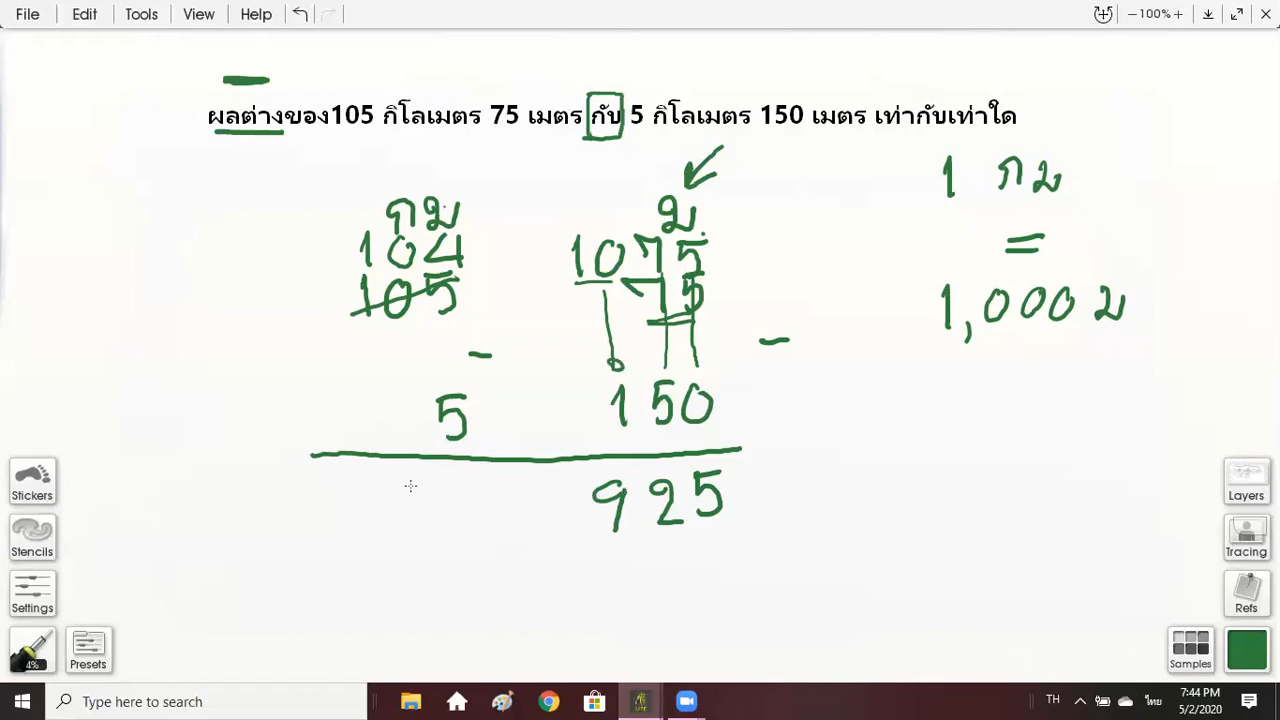 File Edit Tools View Help −100%+
ผลต่างของ105 กิโลเมตร 75 เมตร กับ 5 กิโลเมตร 150 เมตร เท่ากับเท่าใด
1 กม
กม ม.
=
104 1075
105 75
1,000 ม
- -
5 150
925
Stickers
Stencils
Settings
4%
Presets
Layers
Tracing
Refs
Samples
Type here to search
TH ไทย 7:44 PM
5/2/2020